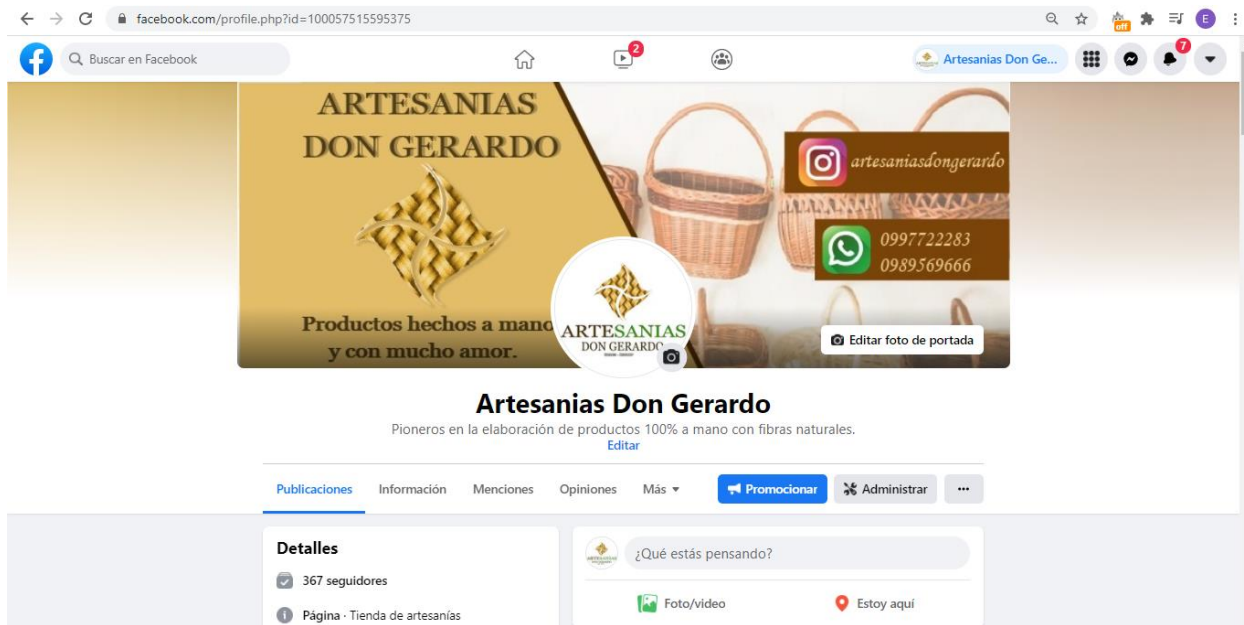 facebook.com/profile.php?id=100057515595375
off
E
Buscar en Facebook
2
Artesanias Don Ge...
7
ARTESANIAS
DON GERARDO
artesaniasdongerardo
0997722283
0989569666
Productos hechos a mano
y con mucho amor.
ARTESANIAS
DON GERARDO
Editar foto de portada
Artesanias Don Gerardo
Pioneros en la elaboración de productos 100% a mano con fibras naturales.
Editar
Publicaciones Información Menciones Opiniones Más Promocionar Administrar ...
Detalles
367 seguidores
Página · Tienda de artesanías
¿Qué estás pensando?
Foto/video Estoy aquí